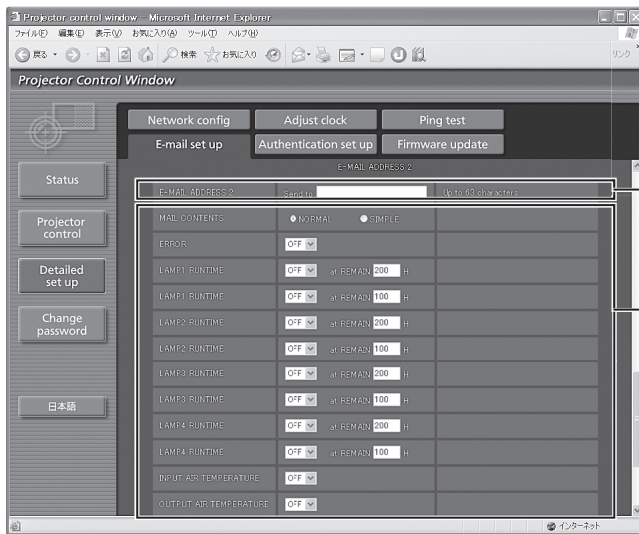 Projector control window - Microsoft Internet Explorer
ファイル(F) 編集(E) 表示(V) お気に入り(A) ツール(T) ヘルプ(H)
戻る 検索 お気に入り リンク
Projector Control Window
Network config Adjust clock Ping test
E-mail set up Authentication set up Firmware update
Status
Projector control
Detailed set up
Change password
日本語
E-MAIL ADDRESS 2
E-MAIL ADDRESS 2 Send to Up to 63 characters
MAIL CONTENTS NORMAL SIMPLE
ERROR OFF
LAMP1 RUNTIME OFF at REMAIN 200 H
LAMP1 RUNTIME OFF at REMAIN 100 H
LAMP2 RUNTIME OFF at REMAIN 200 H
LAMP2 RUNTIME OFF at REMAIN 100 H
LAMP3 RUNTIME OFF at REMAIN 200 H
LAMP3 RUNTIME OFF at REMAIN 100 H
LAMP4 RUNTIME OFF at REMAIN 200 H
LAMP4 RUNTIME OFF at REMAIN 100 H
INPUT AIR TEMPERATURE OFF
OUTPUT AIR TEMPERATURE OFF
インターネット